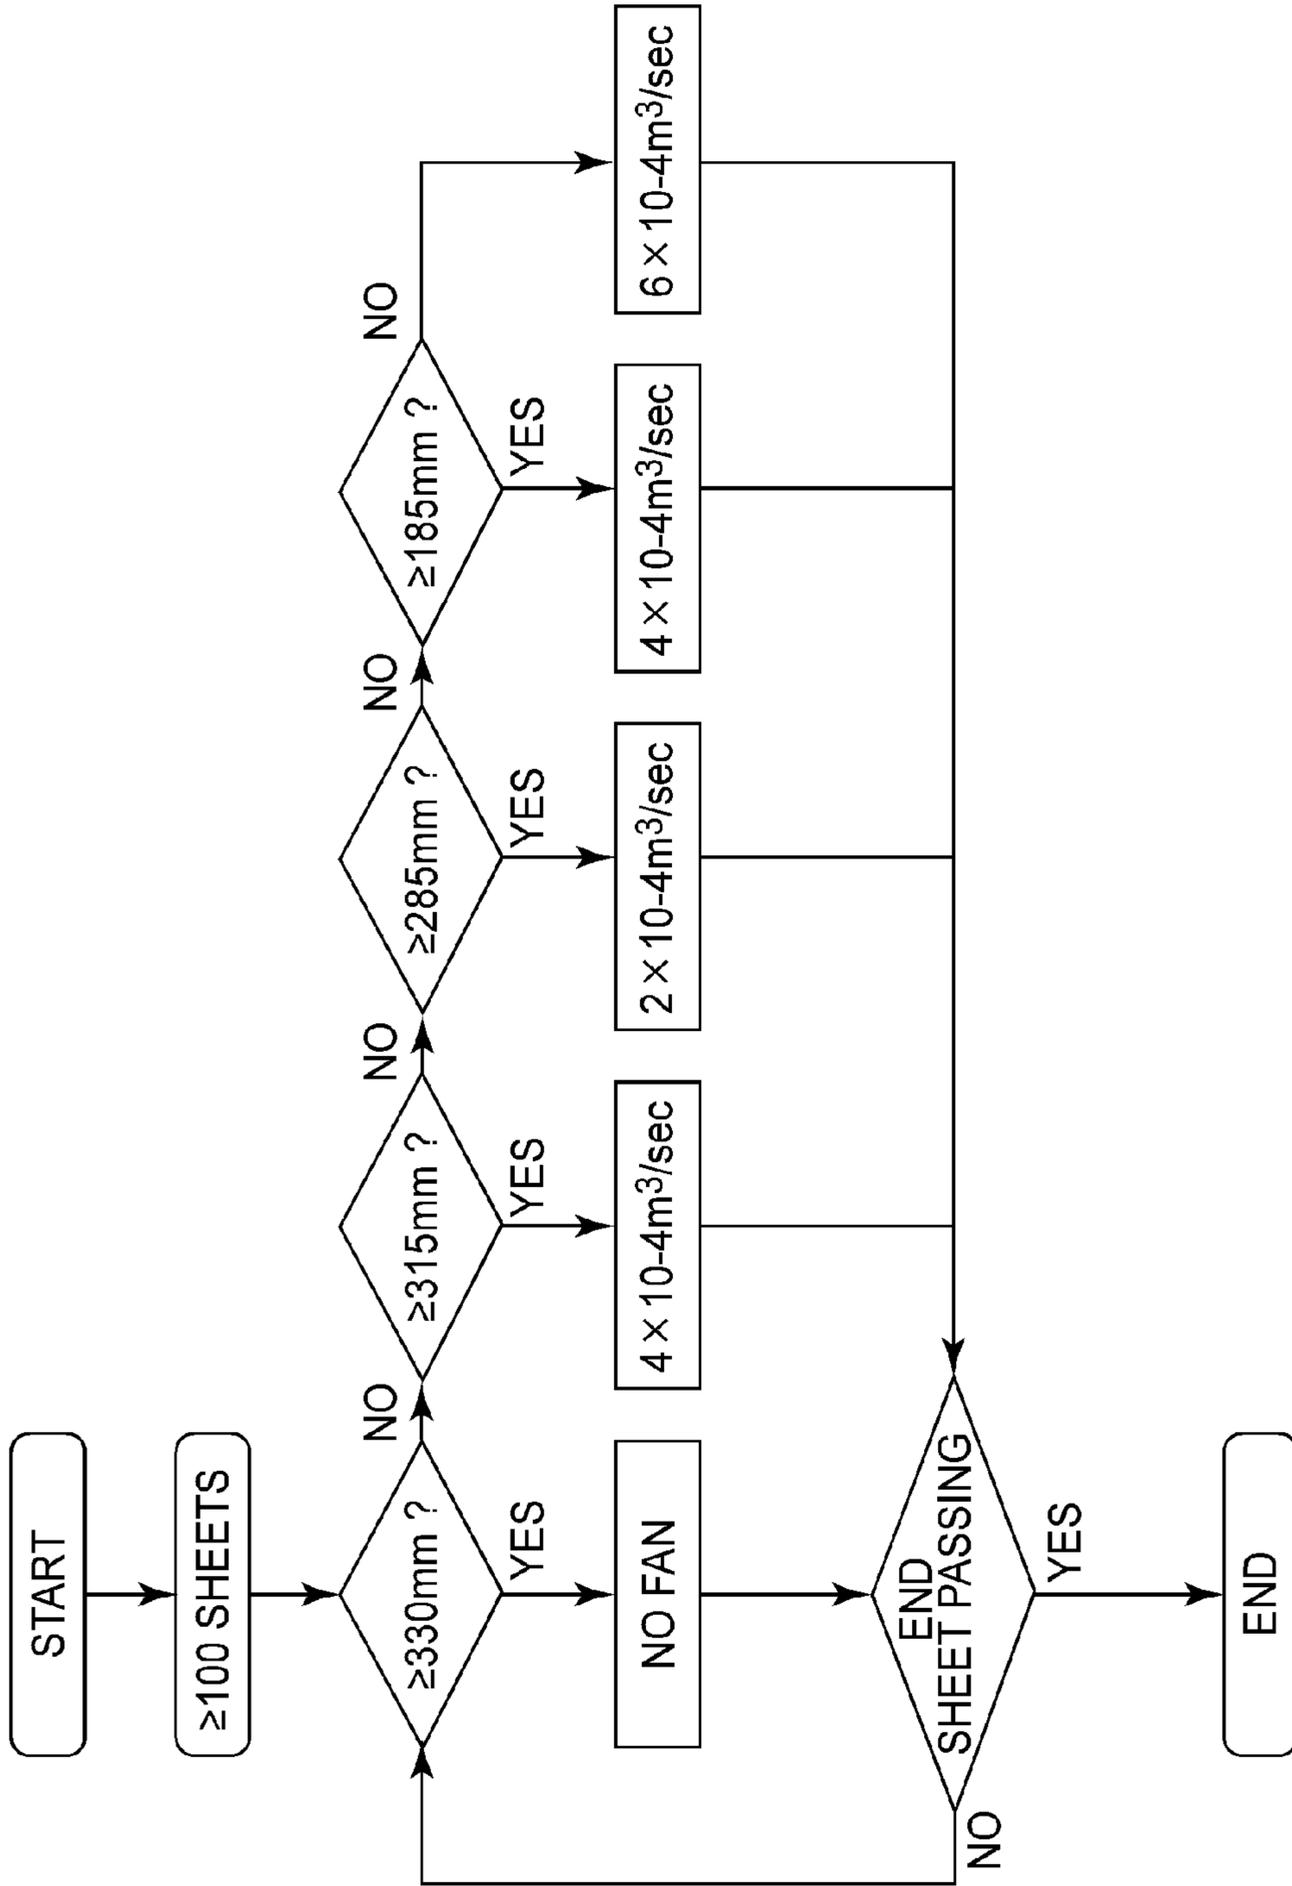 START
≥100 SHEETS
≥330mm ?
NO
≥315mm ?
NO
≥285mm ?
NO
≥185mm ?
NO
YES
YES
YES
YES
NO FAN
4×10-4m³/sec
2×10-4m³/sec
4×10-4m³/sec
6×10-4m³/sec
END
SHEET PASSING
NO
YES
END